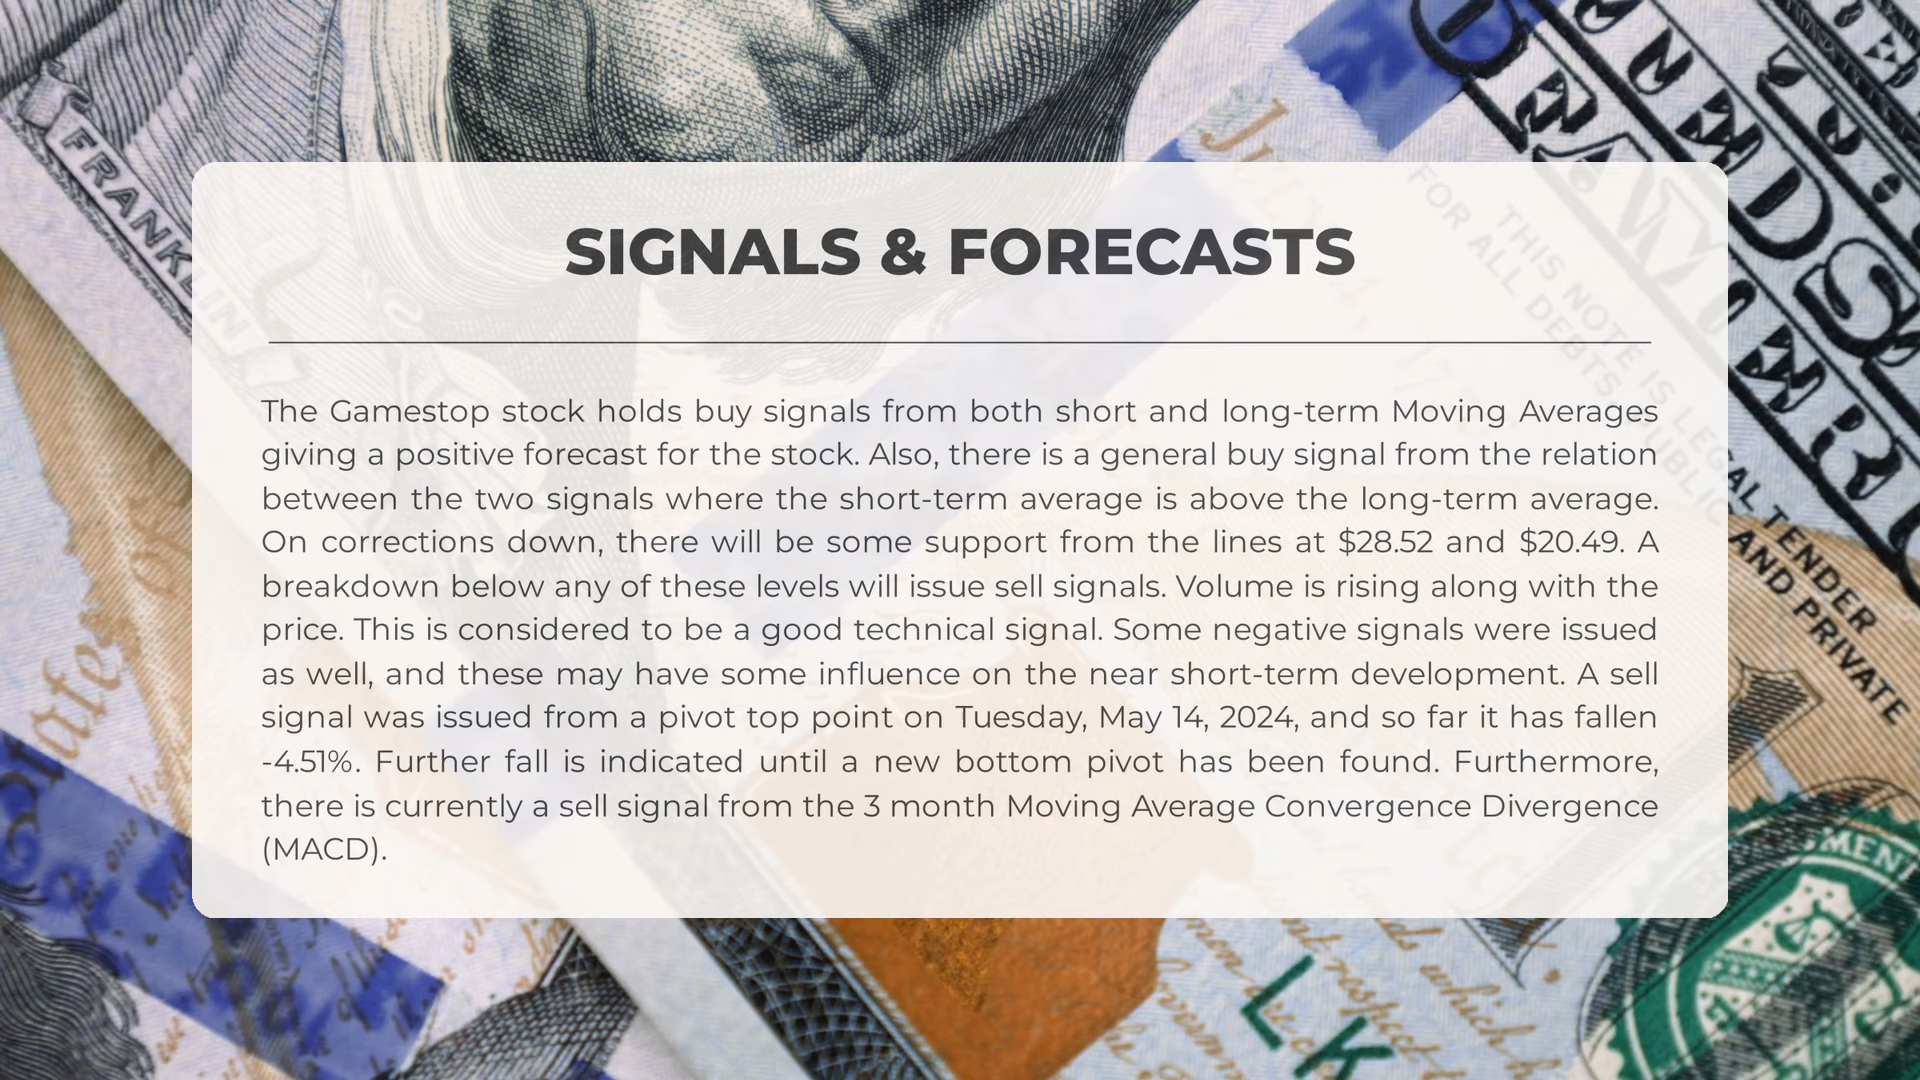 FRANKLIN
SIGNALS & FORECASTS
The Gamestop stock holds buy signals from both short and long-term Moving Averages
giving a positive forecast for the stock. Also, there is a general buy signal from the relation
between the two signals where the short-term average is above the long-term average.
On corrections down, there will be some support from the lines at $28.52 and $20.49. A
breakdown below any of these levels will issue sell signals. Volume is rising along with the
price. This is considered to be a good technical signal. Some negative signals were issued
as well, and these may have some influence on the near short-term development. A sell
signal was issued from a pivot top point on Tuesday, May 14, 2024, and so far it has fallen
-4.51%. Further fall is indicated until a new bottom pivot has been found. Furthermore,
there is currently a sell signal from the 3 month Moving Average Convergence Divergence
(MACD).
THIS NOTE IS LEGAL TENDER
FOR ALL DEBTS, PUBLIC AND PRIVATE
L K